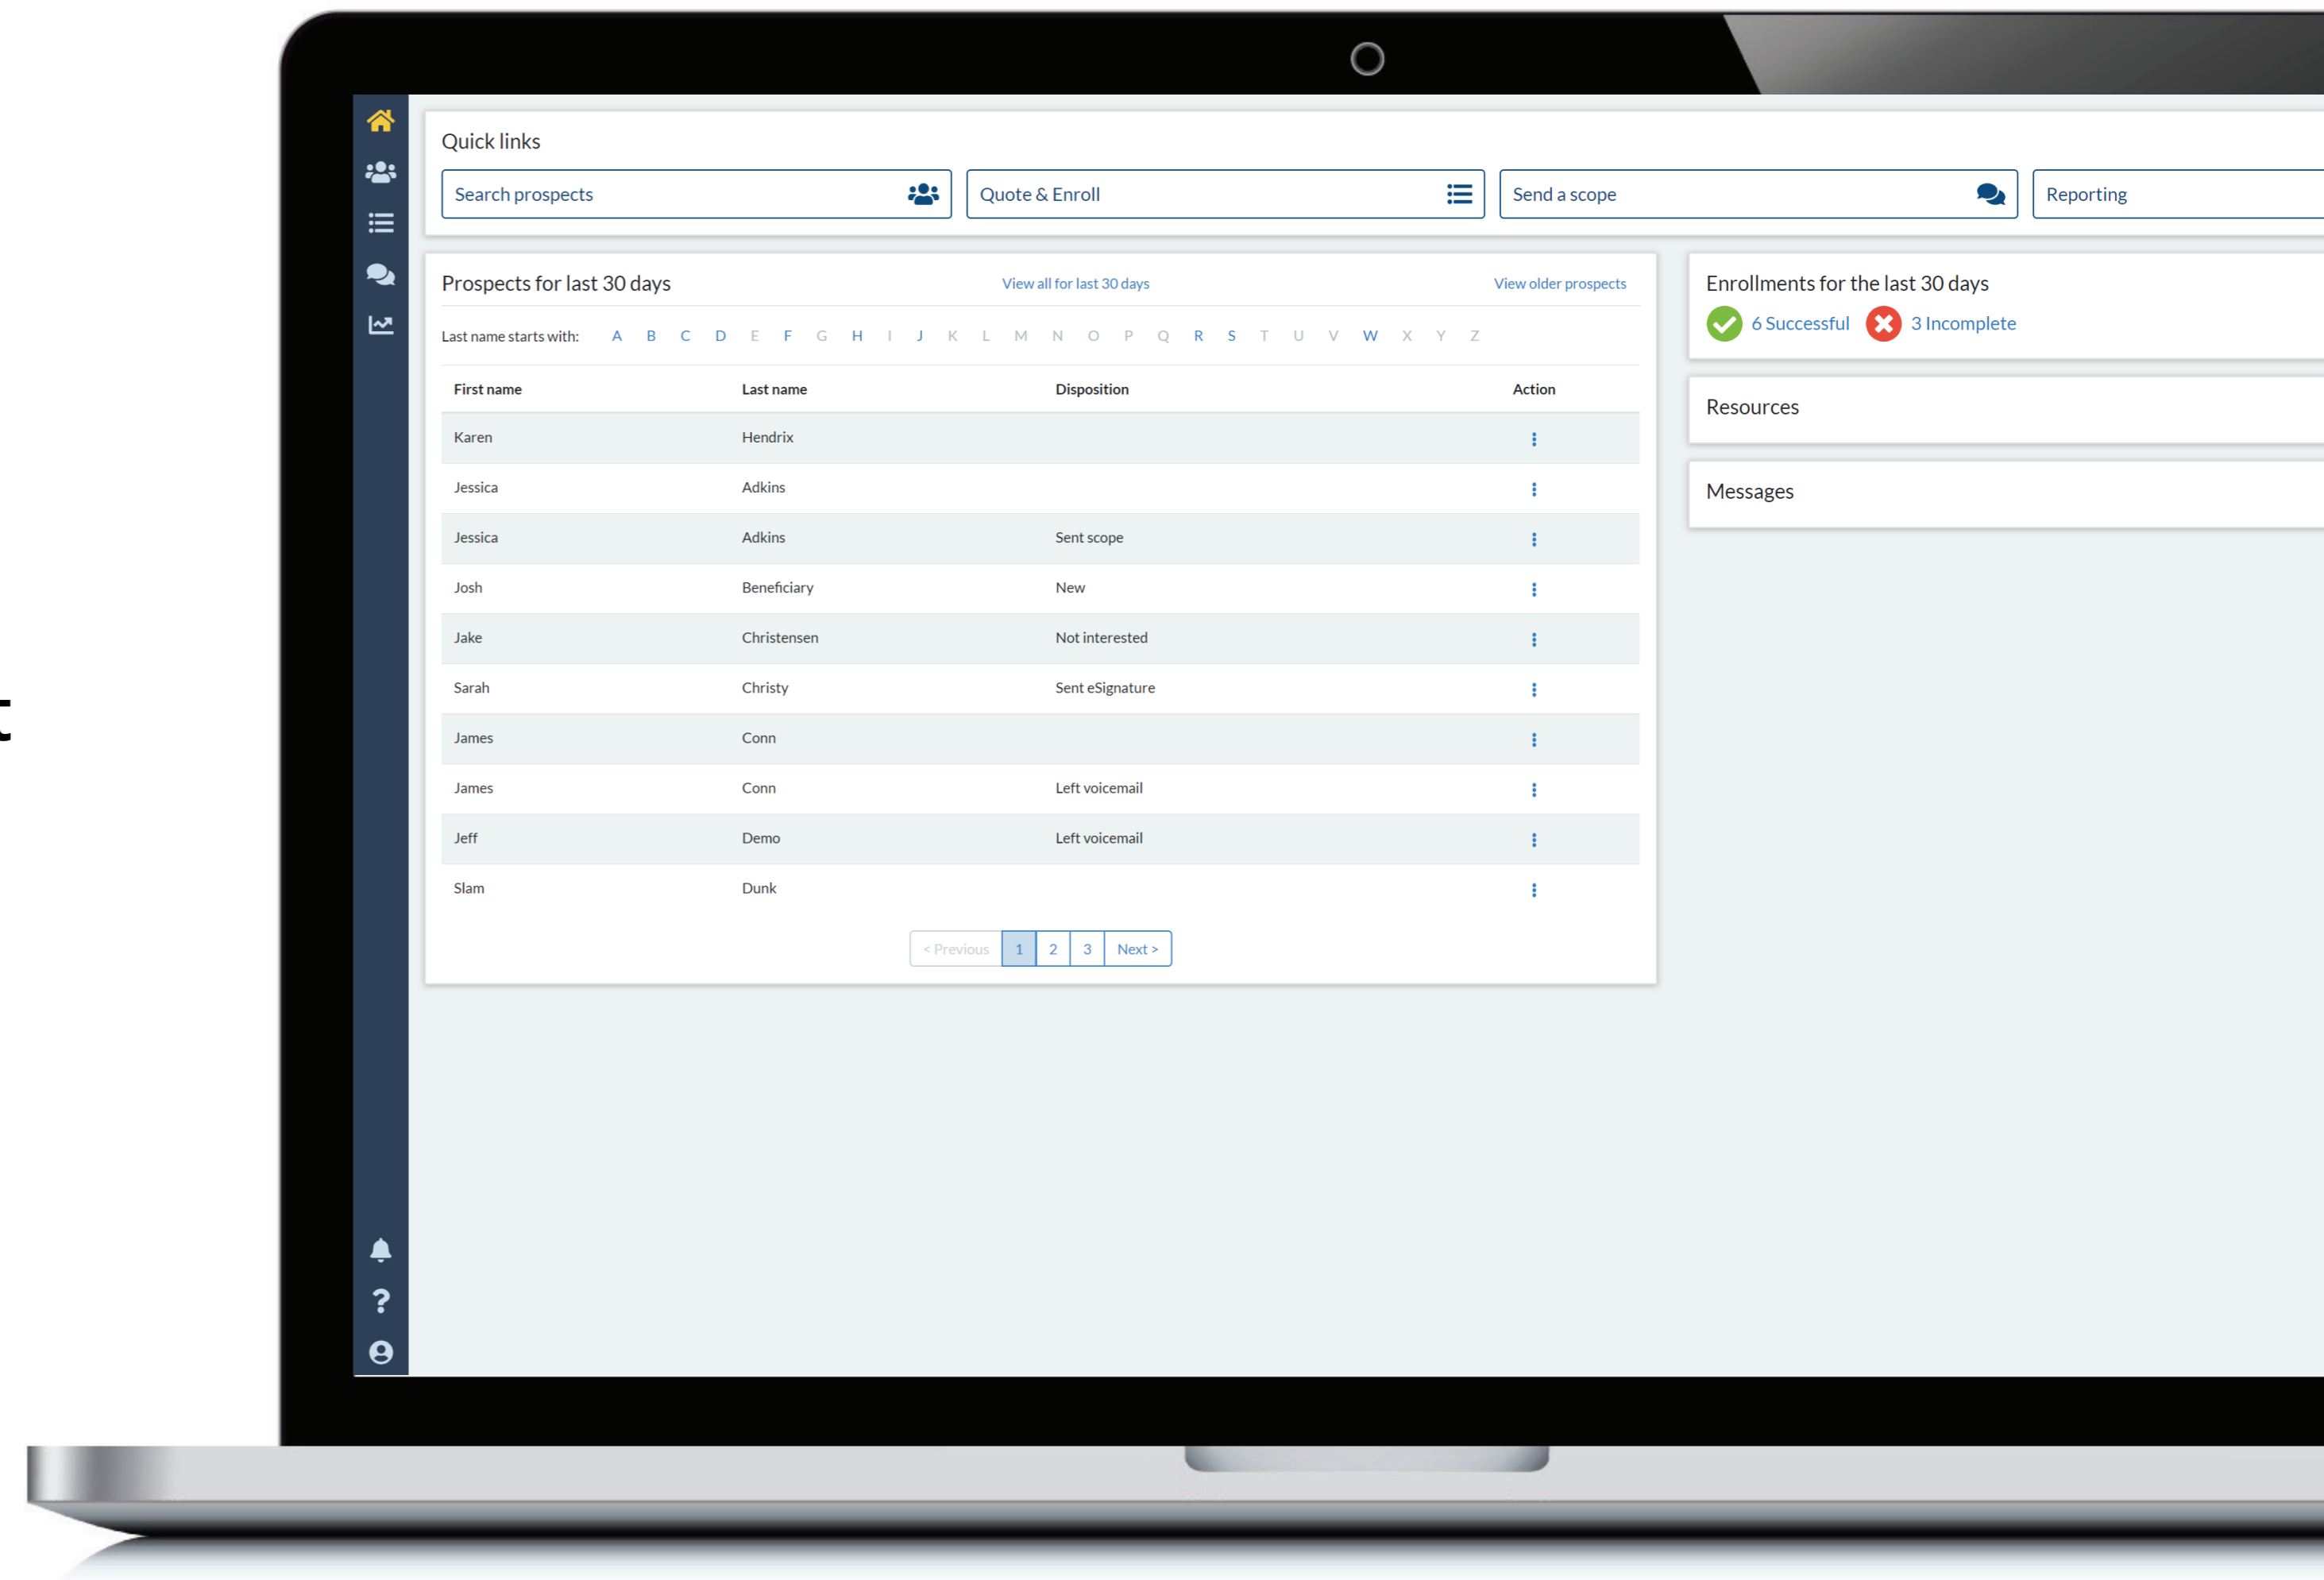 t
Quick links
Search prospects
Quote & Enroll
Send a scope
Reporting
Prospects for last 30 days View all for last 30 days View older prospects
Last name starts with: A B C D E F G H I J K L M N O P Q R S T U V W X Y Z
First name Last name Disposition Action
Karen Hendrix
Jessica Adkins
Jessica Adkins Sent scope
Josh Beneficiary New
Jake Christensen Not interested
Sarah Christy Sent eSignature
James Conn
James Conn Left voicemail
Jeff Demo Left voicemail
Slam Dunk
< Previous 1 2 3 Next >
Enrollments for the last 30 days
6 Successful 3 Incomplete
Resources
Messages